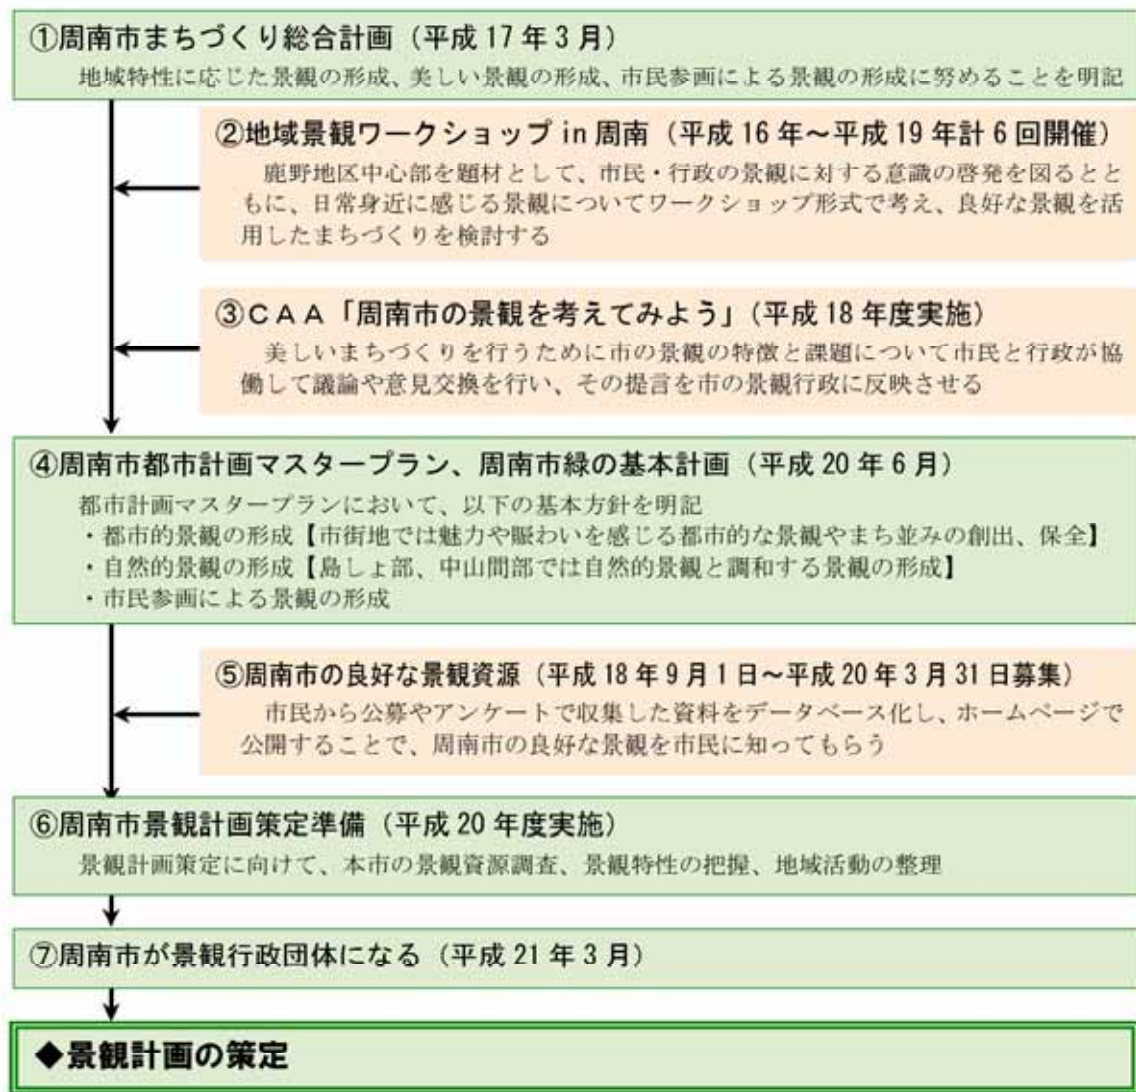 ①周南市まちづくり総合計画（平成 17 年 3 月）
地域特性に応じた景観の形成、美しい景観の形成、市民参画による景観の形成に努めることを明記
②地域景観ワークショップ in 周南（平成 16 年～平成 19 年計 6 回開催）
鹿野地区中心部を題材として、市民・行政の景観に対する意識の啓発を図るとと
もに、日常身近に感じる景観についてワークショップ形式で考え、良好な景観を活
用したまちづくりを検討する
③ＣＡＡ「周南市の景観を考えてみよう」（平成 18 年度実施）
美しいまちづくりを行うために市の景観の特徴と課題について市民と行政が協
働して議論や意見交換を行い、その提言を市の景観行政に反映させる
④周南市都市計画マスタープラン、周南市緑の基本計画（平成 20 年 6 月）
都市計画マスタープランにおいて、以下の基本方針を明記
・都市的景観の形成【市街地では魅力や賑わいを感じる都市的な景観やまち並みの創出、保全】
・自然的景観の形成【島しょ部、中山間部では自然的景観と調和する景観の形成】
・市民参画による景観の形成
⑤周南市の良好な景観資源（平成 18 年 9 月 1 日～平成 20 年 3 月 31 日募集）
市民から公募やアンケートで収集した資料をデータベース化し、ホームページで
公開することで、周南市の良好な景観を市民に知ってもらう
⑥周南市景観計画策定準備（平成 20 年度実施）
景観計画策定に向けて、本市の景観資源調査、景観特性の把握、地域活動の整理
⑦周南市が景観行政団体になる（平成 21 年 3 月）
◆景観計画の策定